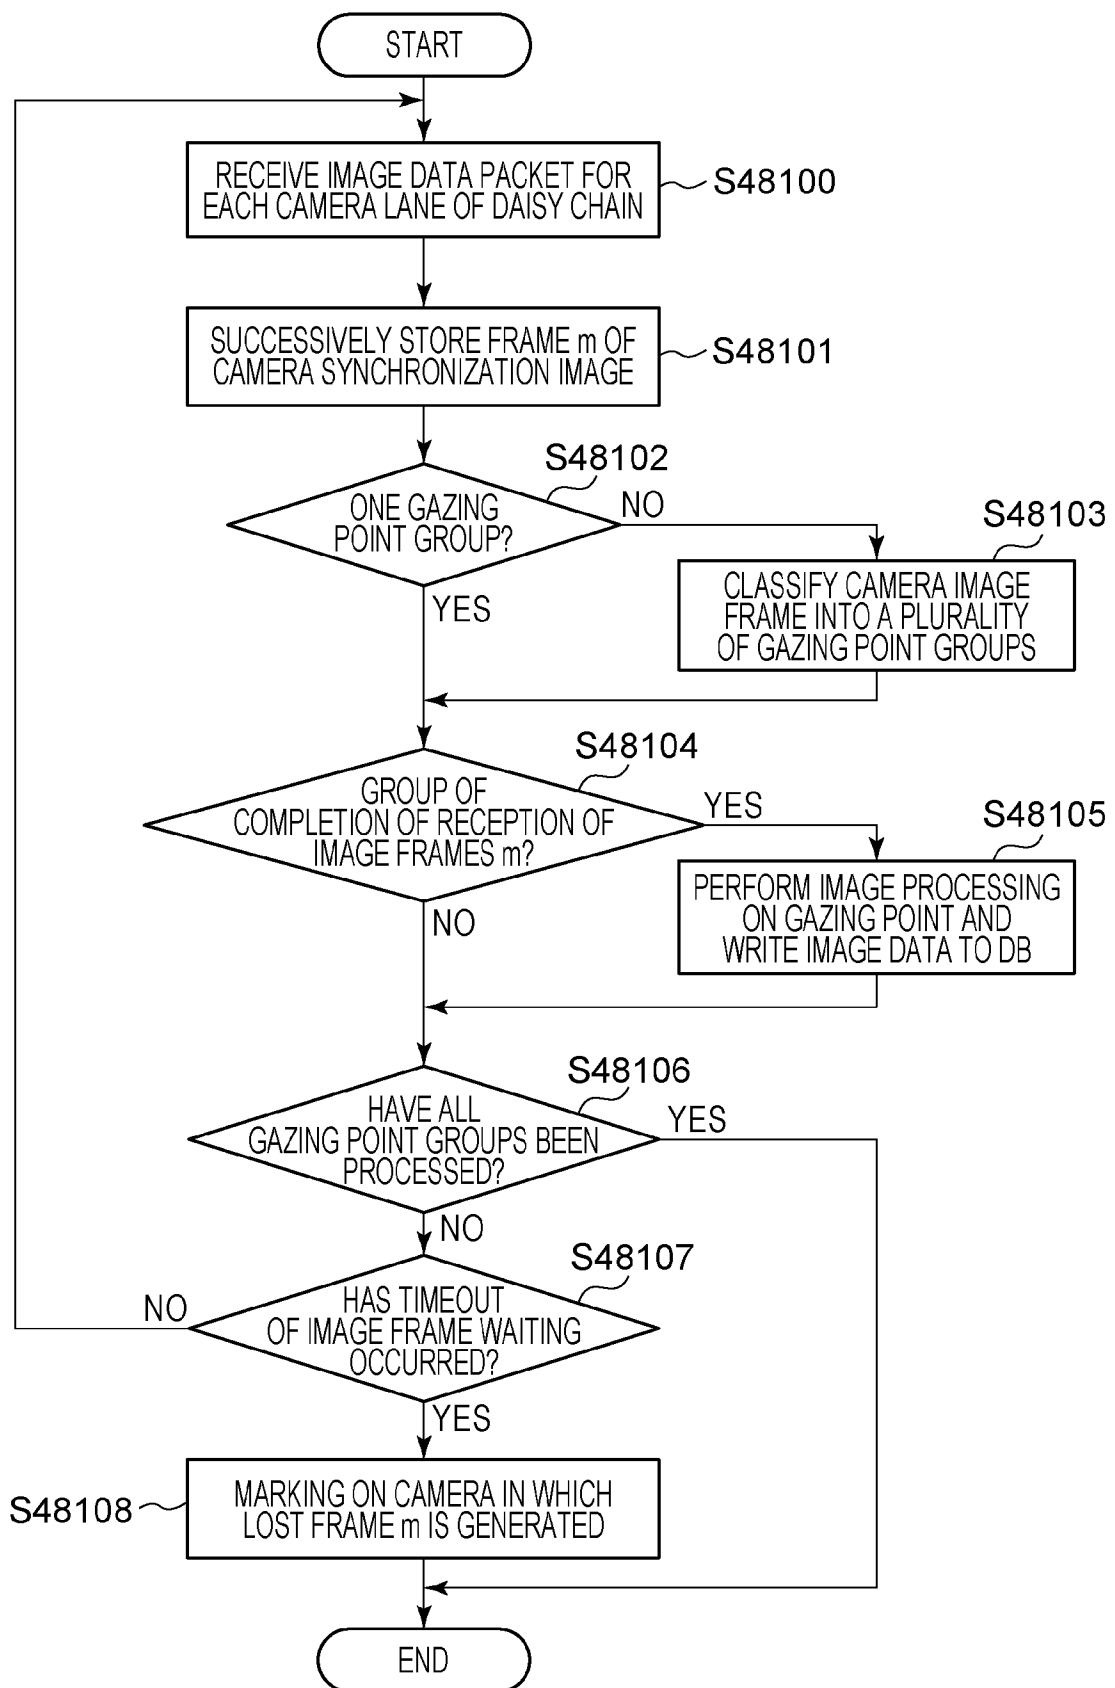 START
RECEIVE IMAGE DATA PACKET FOR
EACH CAMERA LANE OF DAISY CHAIN
S48100
SUCCESSIVELY STORE FRAME m OF
CAMERA SYNCHRONIZATION IMAGE
S48101
S48102
ONE GAZING
POINT GROUP?
NO
YES
S48103
CLASSIFY CAMERA IMAGE
FRAME INTO A PLURALITY
OF GAZING POINT GROUPS
S48104
GROUP OF
COMPLETION OF RECEPTION OF
IMAGE FRAMES m?
YES
NO
S48105
PERFORM IMAGE PROCESSING
ON GAZING POINT AND
WRITE IMAGE DATA TO DB
S48106
HAVE ALL
GAZING POINT GROUPS BEEN
PROCESSED?
YES
NO
S48107
HAS TIMEOUT
OF IMAGE FRAME WAITING
OCCURRED?
NO
YES
S48108
MARKING ON CAMERA IN WHICH
LOST FRAME m IS GENERATED
END